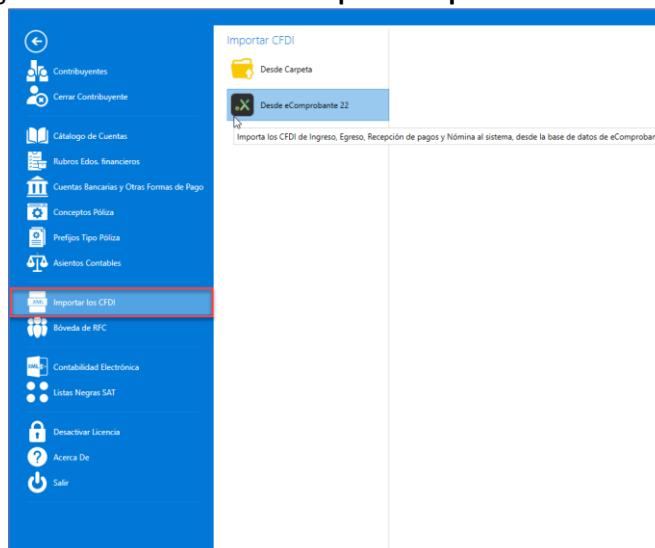 Importar CFDI
Contribuyentes
Cerrar Contribuyente
Cátalogo de Cuentas
Rubros Edos. financieros
Cuentas Bancarias y Otras Formas de Pago
Conceptos Póliza
Prefijos Tipo Póliza
Asientos Contables
XML
Importar los CFDI
Bóveda de RFC
XML
Contabilidad Electrónica
Listas Negras SAT
Desactivar Licencia
?
Acerca De
Salir
Desde Carpeta
.X
Desde eComprobante 22
Importa los CFDI de Ingreso, Egreso, Recepción de pagos y Nómina al sistema, desde la base de datos de eComprobar